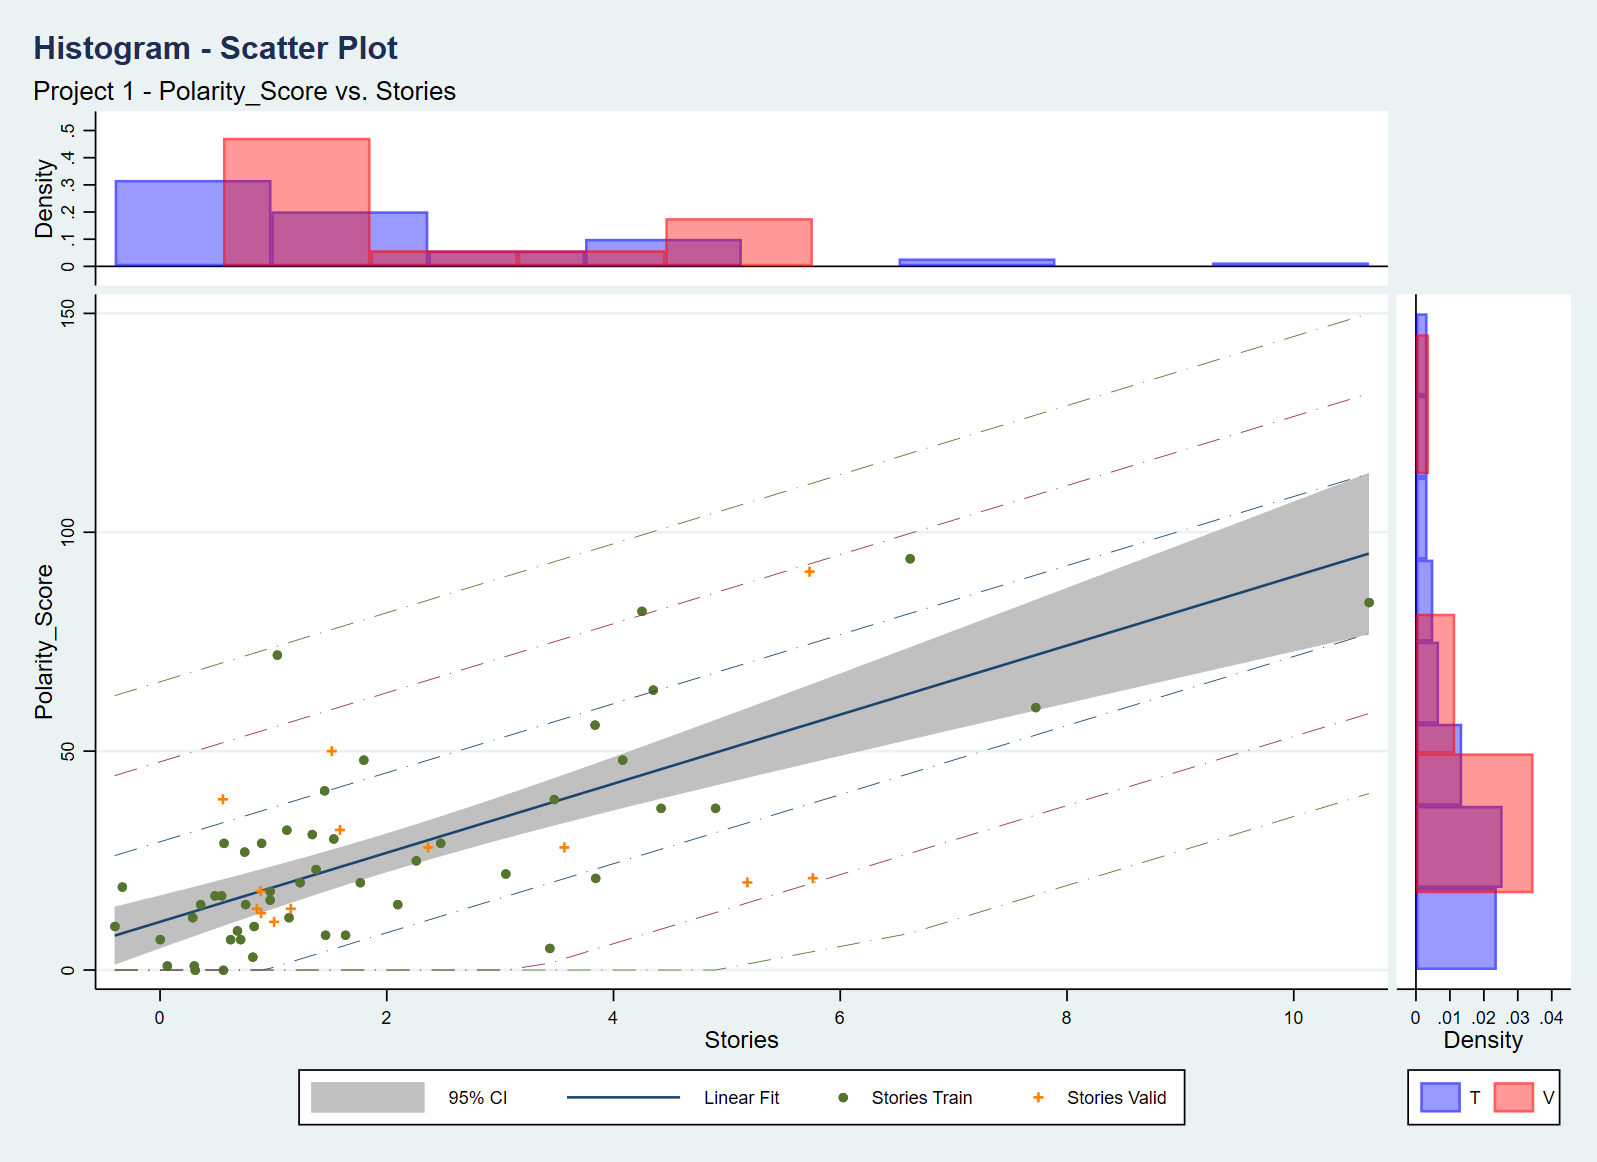 Histogram - Scatter Plot
Project 1 - Polarity_Score vs. Stories
Density
.5
.4
.3
.2
.1
0
Polarity_Score
150
100
50
0
0 2 4 6 8 10
Stories
0 .01 .02 .03 .04
Density
95% CI Linear Fit Stories Train Stories Valid
T V